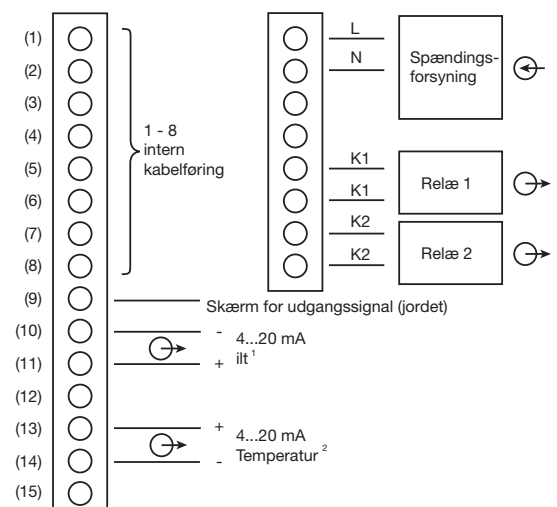 (1)
(2)
(3)
(4)
(5)
(6)
(7)
(8)
(9)
(10)
(11)
(12)
(13)
(14)
(15)
1 - 8
intern
kabelføring
L
N
Spændings-
forsyning
K1
K1
Relæ 1
K2
K2
Relæ 2
Skærm for udgangssignal (jordet)
-
4...20 mA
ilt ¹
+
+
4...20 mA
Temperatur ²
-